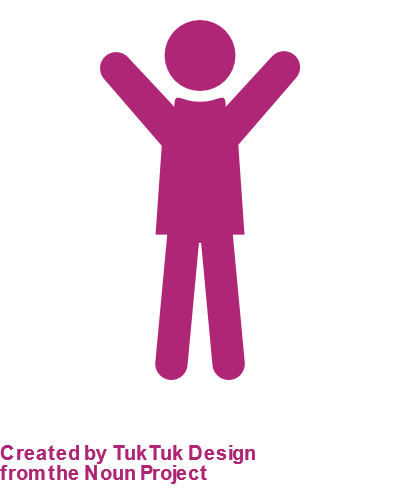 Created by TukTuk Design
from the Noun Project